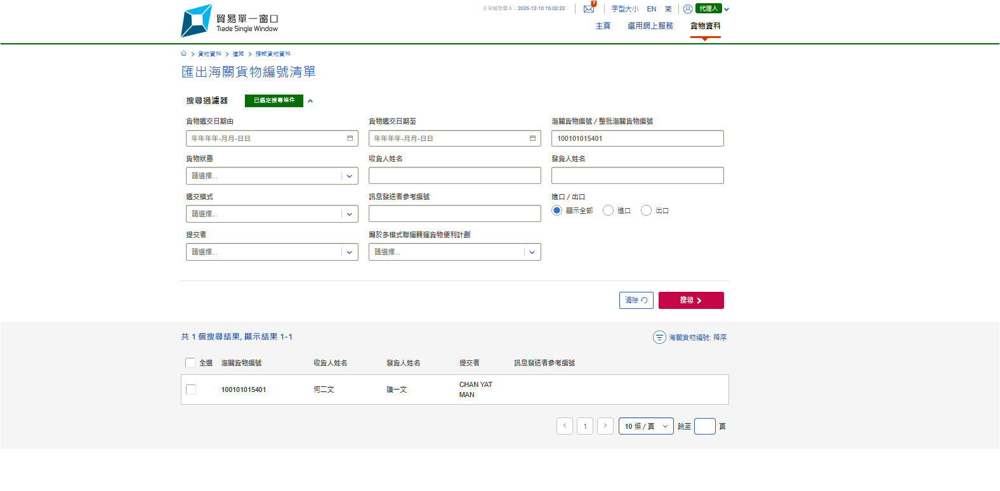 貿易單一窗口
Trade Single Window
上次成功登入：2025-12-10 15:02:22
7
字型大小
EN
简
代理人
主頁
選用網上服務
貨物資料
貨物資料
道路
預報貨物資料
匯出海關貨物編號清單
搜尋過濾器
已選定搜尋條件
貨物遞交日期由
貨物遞交日期至
海關貨物編號 / 整批海關貨物編號
年年年年-月月-日日
年年年年-月月-日日
100101015401
貨物狀態
收貨人姓名
發貨人姓名
請選擇...
遞交模式
訊息發送者參考編號
進口 / 出口
請選擇...
顯示全部
進口
出口
提交者
屬於多模式聯運轉運貨物便利計劃
請選擇...
請選擇...
清除
搜尋
共 1 個搜尋結果, 顯示結果 1-1
海關貨物編號: 降序
全選
海關貨物編號
收貨人姓名
發貨人姓名
提交者
訊息發送者參考編號
100101015401
何二文
陳一文
CHAN YAT
MAN
1
10 條 / 頁
跳至
頁